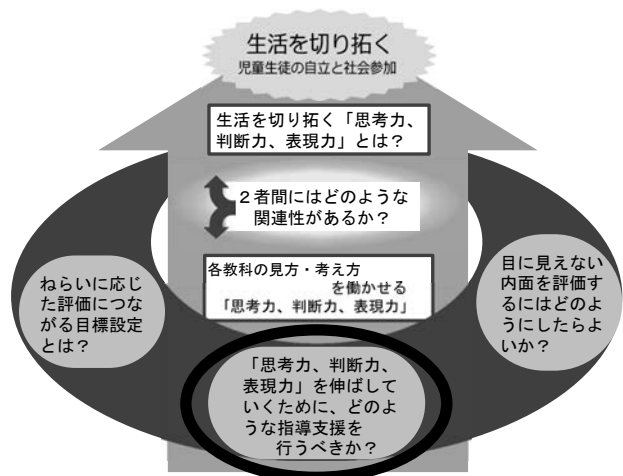 生活を切り拓く
児童生徒の自立と社会参加
生活を切り拓く「思考力、
判断力、表現力」とは？
２者間にはどのような
関連性があるか？
各教科の見方・考え方
を働かせる
「思考力、判断力、表現力」
ねらいに応じ
た評価につな
がる目標設定
とは？
目に見えない
内面を評価す
るにはどのよ
うにしたらよ
いか？
「思考力、判断力、
表現力」を伸ばして
いくために、どのよ
うな指導支援を
行うべきか？